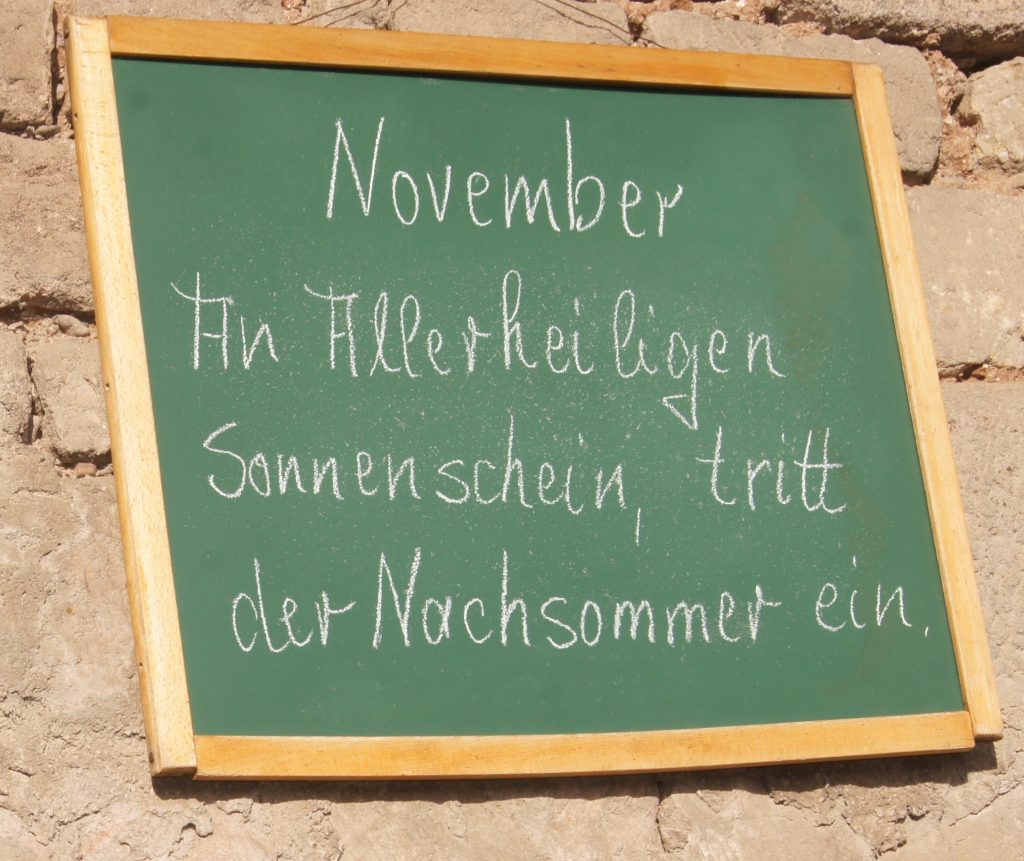 November
An Allerheiligen
Sonnenschein, tritt
der Nachsommer ein.